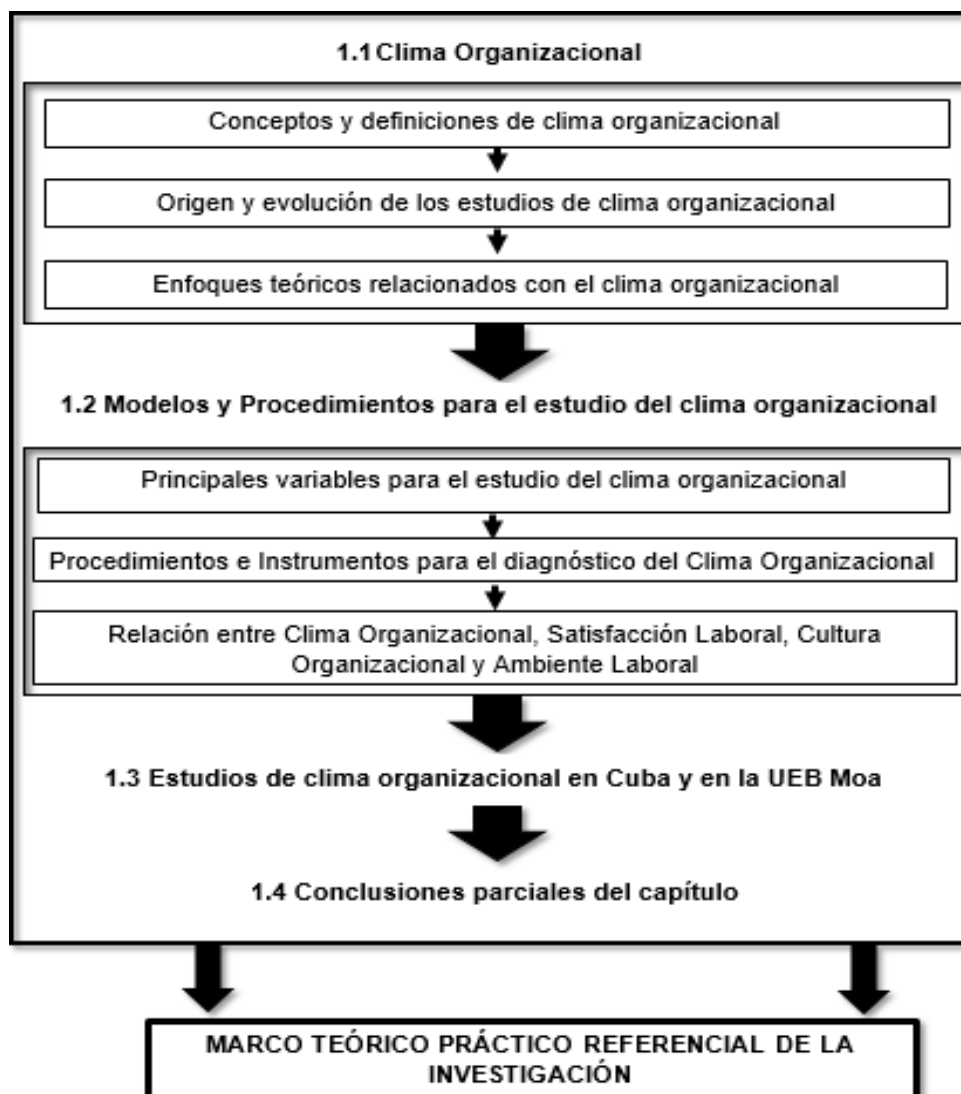 1.1 Clima Organizacional
Conceptos y definiciones de clima organizacional
Origen y evolución de los estudios de clima organizacional
Enfoques teóricos relacionados con el clima organizacional
1.2 Modelos y Procedimientos para el estudio del clima organizacional
Principales variables para el estudio del clima organizacional
Procedimientos e Instrumentos para el diagnóstico del Clima Organizacional
Relación entre Clima Organizacional, Satisfacción Laboral, Cultura
Organizacional y Ambiente Laboral
1.3 Estudios de clima organizacional en Cuba y en la UEB Moa
1.4 Conclusiones parciales del capítulo
MARCO TEÓRICO PRÁCTICO REFERENCIAL DE LA
INVESTIGACIÓN